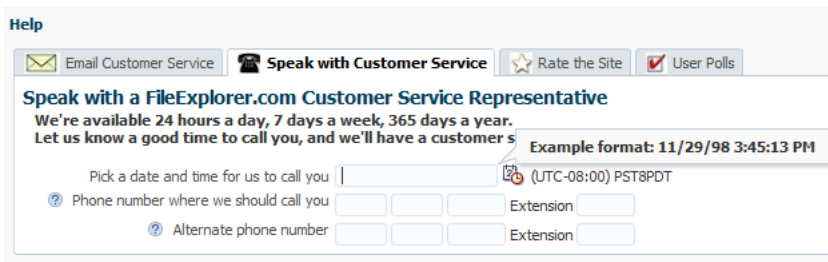 Help
Email Customer Service Speak with Customer Service Rate the Site User Polls
Speak with a FileExplorer.com Customer Service Representative
We're available 24 hours a day, 7 days a week, 365 days a year.
Let us know a good time to call you, and we'll have a customer s
Example format: 11/29/98 3:45:13 PM
Pick a date and time for us to call you (UTC-08:00) PST8PDT
Phone number where we should call you Extension
Alternate phone number Extension